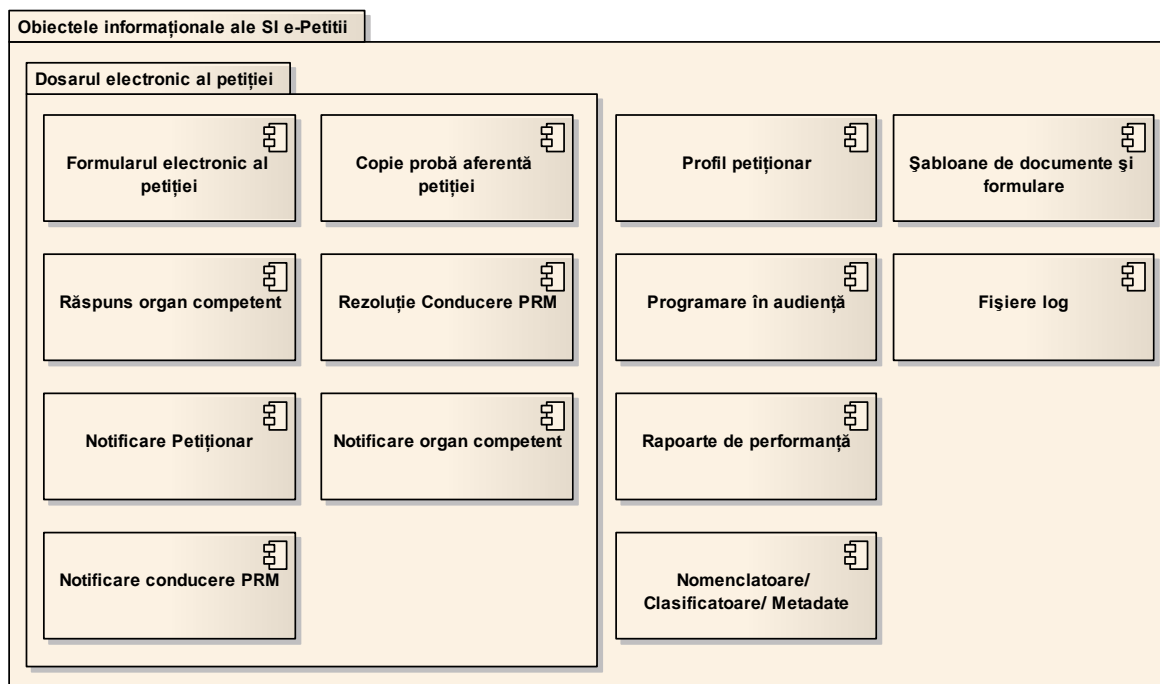 Obiectele informaționale ale SI e-Petitii
Dosarul electronic al petiției
Formularul electronic al
petiției
Copie probă aferentă
petiției
Profil petiționar
Şabloane de documente şi
formulare
Răspuns organ competent
Rezoluție Conducere PRM
Programare în audiență
Fişiere log
Notificare Petiționar
Notificare organ competent
Rapoarte de performanță
Notificare conducere PRM
Nomenclatoare/
Clasificatoare/ Metadate